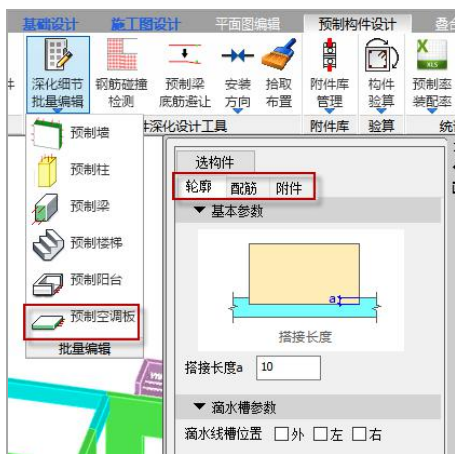 基础设计 施工图设计 平面图编辑 预制构件设计 叠合
深化细节 批量编辑
钢筋碰撞 检测
预制梁 底筋避让
安装 方向
拾取 布置
附件库 管理
构件 验算
XLS
预制率 装配率
深化设计工具 附件库 验算 统
预制墙
预制柱
预制梁
预制楼梯
预制阳台
预制空调板
批量编辑
选构件
轮廓 配筋 附件
▼ 基本参数
a
搭接长度
搭接长度a 10
▼ 滴水槽参数
滴水线槽位置 □外 □左 □右